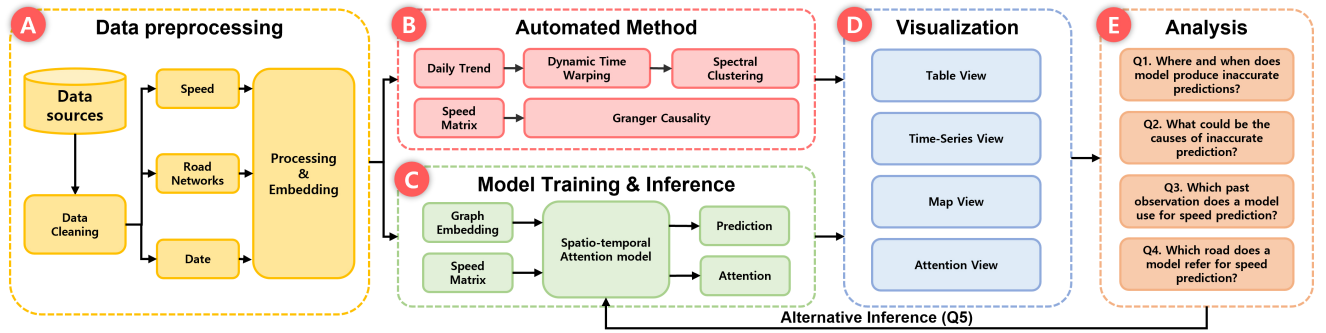 A
Data preprocessing
Data
sources
Data
Cleaning
Speed
Road
Networks
Date
Processing
&
Embedding
B
Automated Method
Daily Trend
Dynamic Time
Warping
Spectral
Clustering
Speed
Matrix
Granger Causality
C
Model Training & Inference
Graph
Embedding
Speed
Matrix
Spatio-temporal
Attention model
Prediction
Attention
D
Visualization
Table View
Time-Series View
Map View
Attention View
E
Analysis
Q1. Where and when does
model produce inaccurate
predictions?
Q2. What could be the
causes of inaccurate
prediction?
Q3. Which past
observation does a model
use for speed prediction?
Q4. Which road does a
model refer for speed
prediction?
Alternative Inference (Q5)